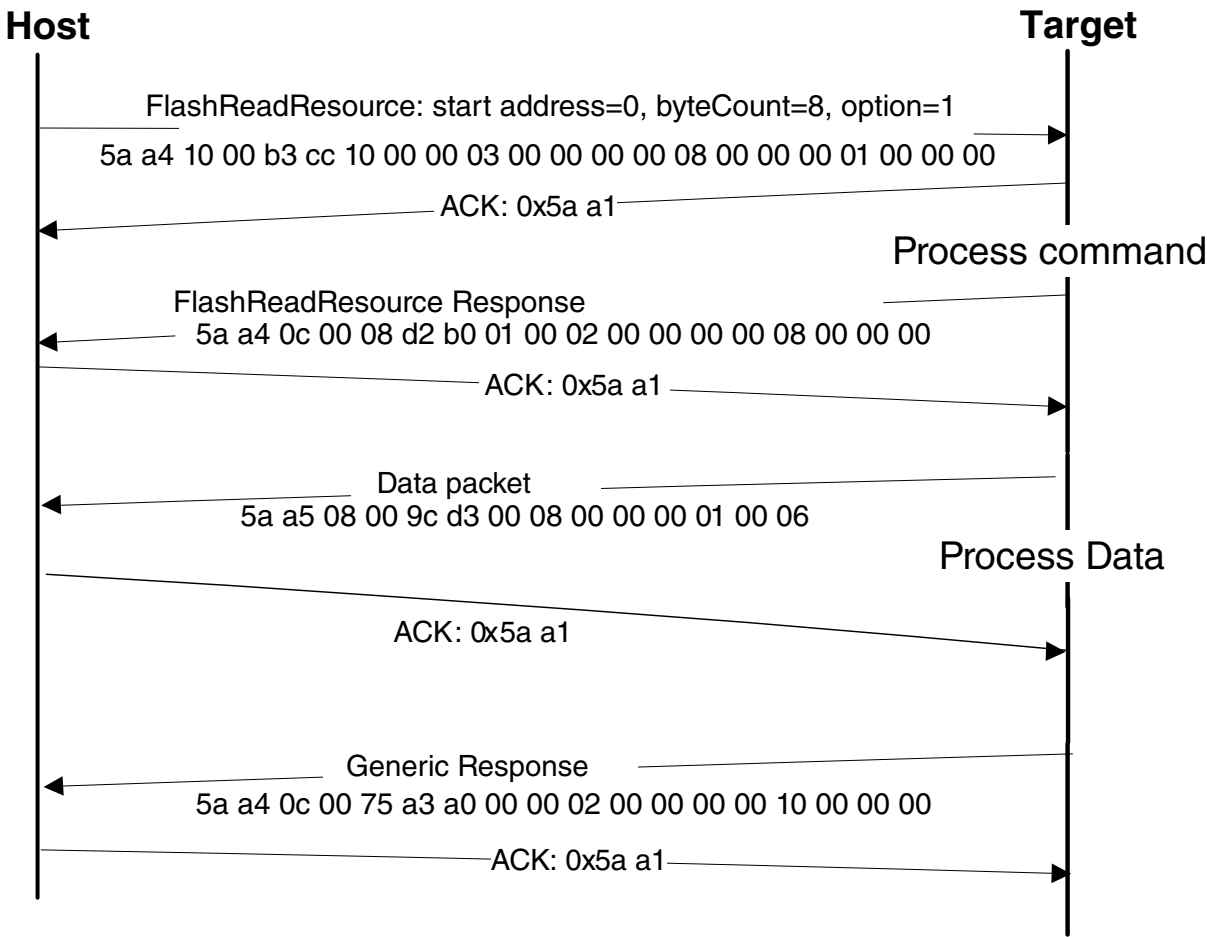 Host
Target
FlashReadResource: start address=0, byteCount=8, option=1
5a a4 10 00 b3 cc 10 00 00 03 00 00 00 00 08 00 00 00 01 00 00 00
ACK: 0x5a a1
Process command
FlashReadResource Response
5a a4 0c 00 08 d2 b0 01 00 02 00 00 00 00 08 00 00 00
ACK: 0x5a a1
Data packet
5a a5 08 00 9c d3 00 08 00 00 00 01 00 06
Process Data
ACK: 0x5a a1
Generic Response
5a a4 0c 00 75 a3 a0 00 00 02 00 00 00 00 10 00 00 00
ACK: 0x5a a1